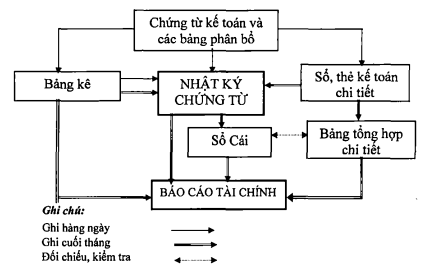 Chứng từ kế toán và
các bảng phân bổ
Bảng kê
NHẬT KÝ
CHỨNG TỪ
Sổ, thẻ kế toán
chi tiết
Sổ Cái
Bảng tổng hợp
chi tiết
BÁO CÁO TÀI CHÍNH
Ghi chú:
Ghi hàng ngày
Ghi cuối tháng
Đối chiếu, kiểm tra